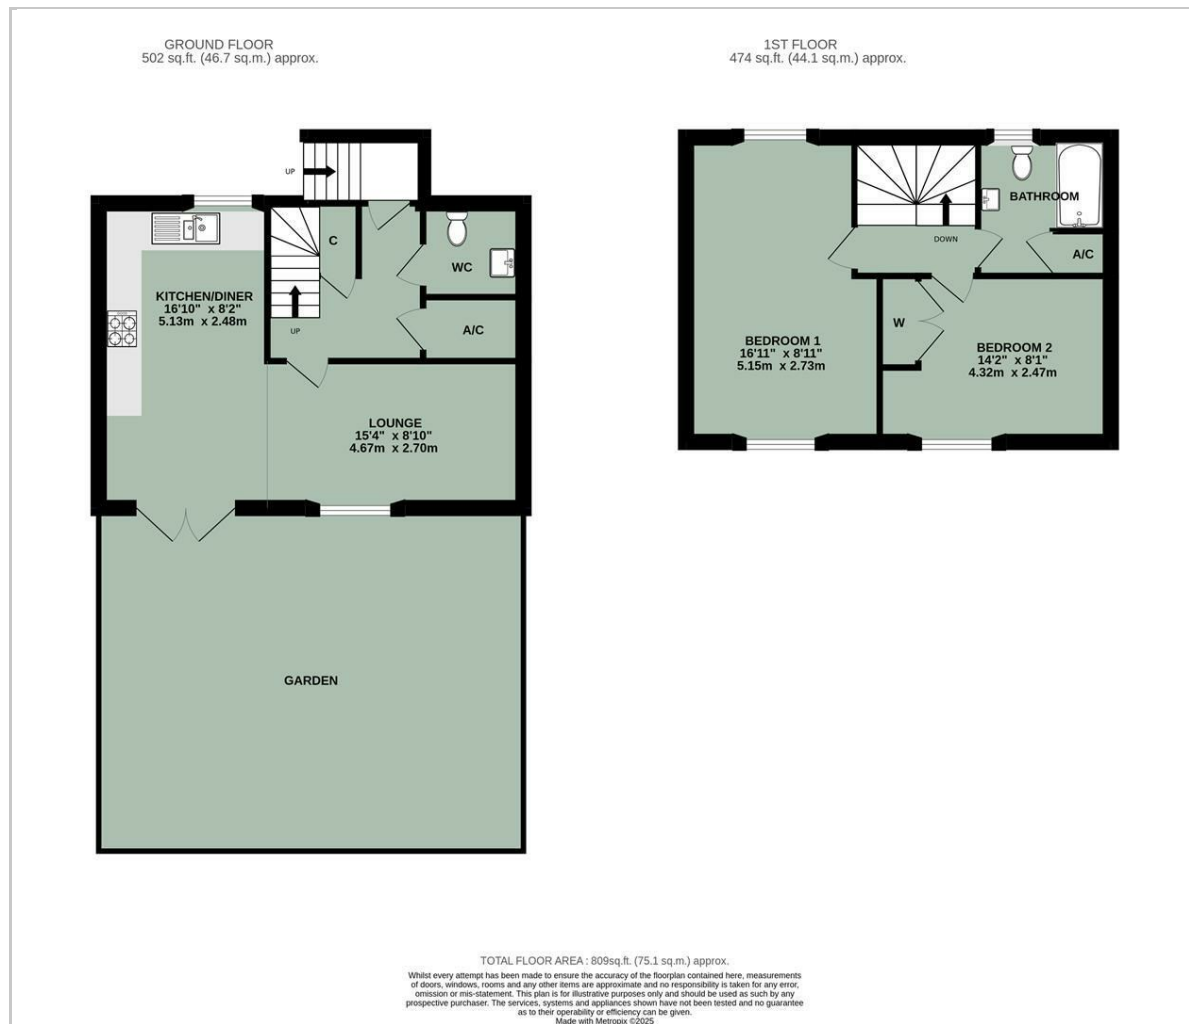 GROUND FLOOR
502 sq.ft. (46.7 sq.m.) approx.
1ST FLOOR
474 sq.ft. (44.1 sq.m.) approx.
UP
C
WC
KITCHEN/DINER
16'10" x 8'2"
5.13m x 2.48m
UP
A/C
LOUNGE
15'4" x 8'10"
4.67m x 2.70m
GARDEN
BATHROOM
DOWN
A/C
W
BEDROOM 1
16'11" x 8'11"
5.15m x 2.73m
BEDROOM 2
14'2" x 8'1"
4.32m x 2.47m
TOTAL FLOOR AREA : 809sq.ft. (75.1 sq.m.) approx.
Whilst every attempt has been made to ensure the accuracy of the floorplan contained here, measurements
of doors, windows, rooms and any other items are approximate and no responsibility is taken for any error,
omission or mis-statement. This plan is for illustrative purposes only and should be used as such by any
prospective purchaser. The services, systems and appliances shown have not been tested and no guarantee
as to their operability or efficiency can be given.
Made with Metropix ©2025